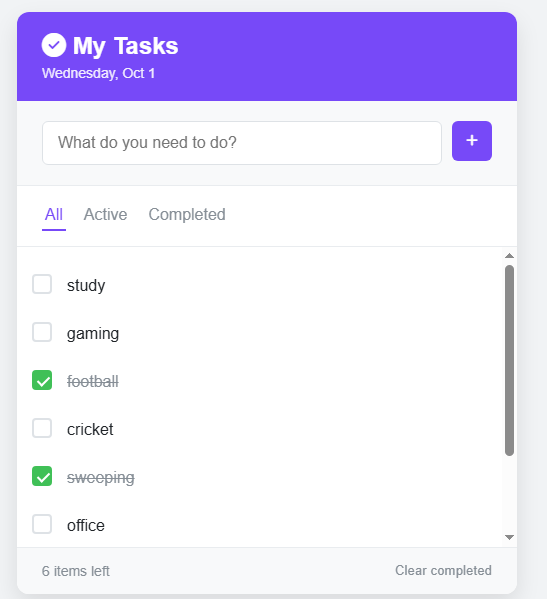 My Tasks
Wednesday, Oct 1
What do you need to do?
+
All Active Completed
study
gaming
football
cricket
sweeping
office
6 items left Clear completed